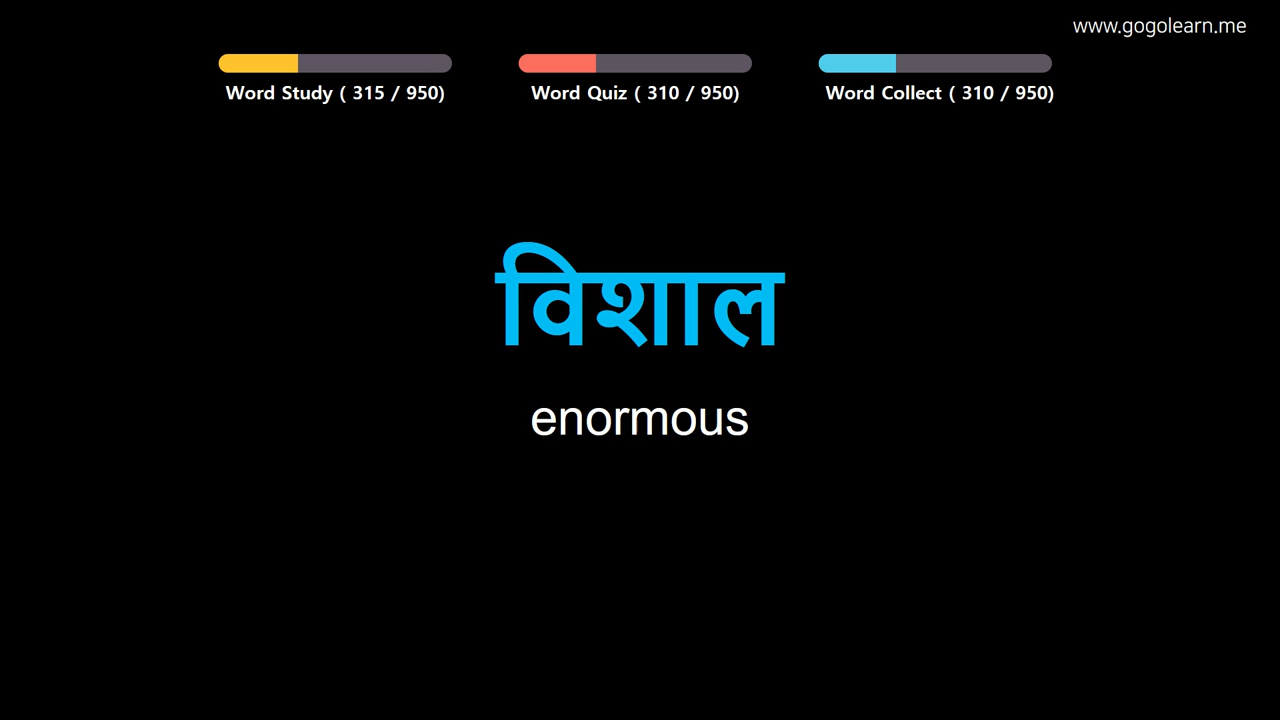 www.gogolearn.me
Word Study ( 315 / 950)
Word Quiz ( 310 / 950)
Word Collect ( 310 / 950)
विशाल
enormous